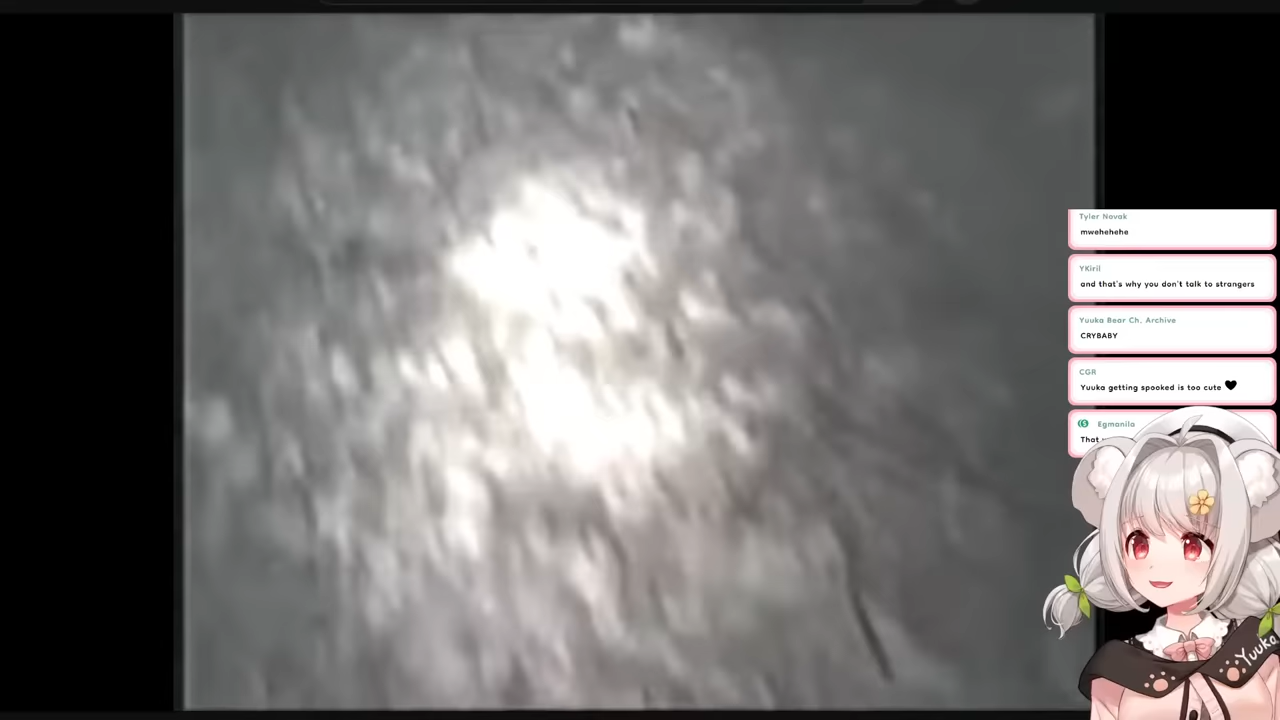 Tyler Novak
mwehehehe
YKiril
and that's why you don't talk to strangers
Yuuka Bear Ch. Archive
CRYBABY
CGR
Yuuka getting spooked is too cute 🖤
Egmanila
That
Yuuka